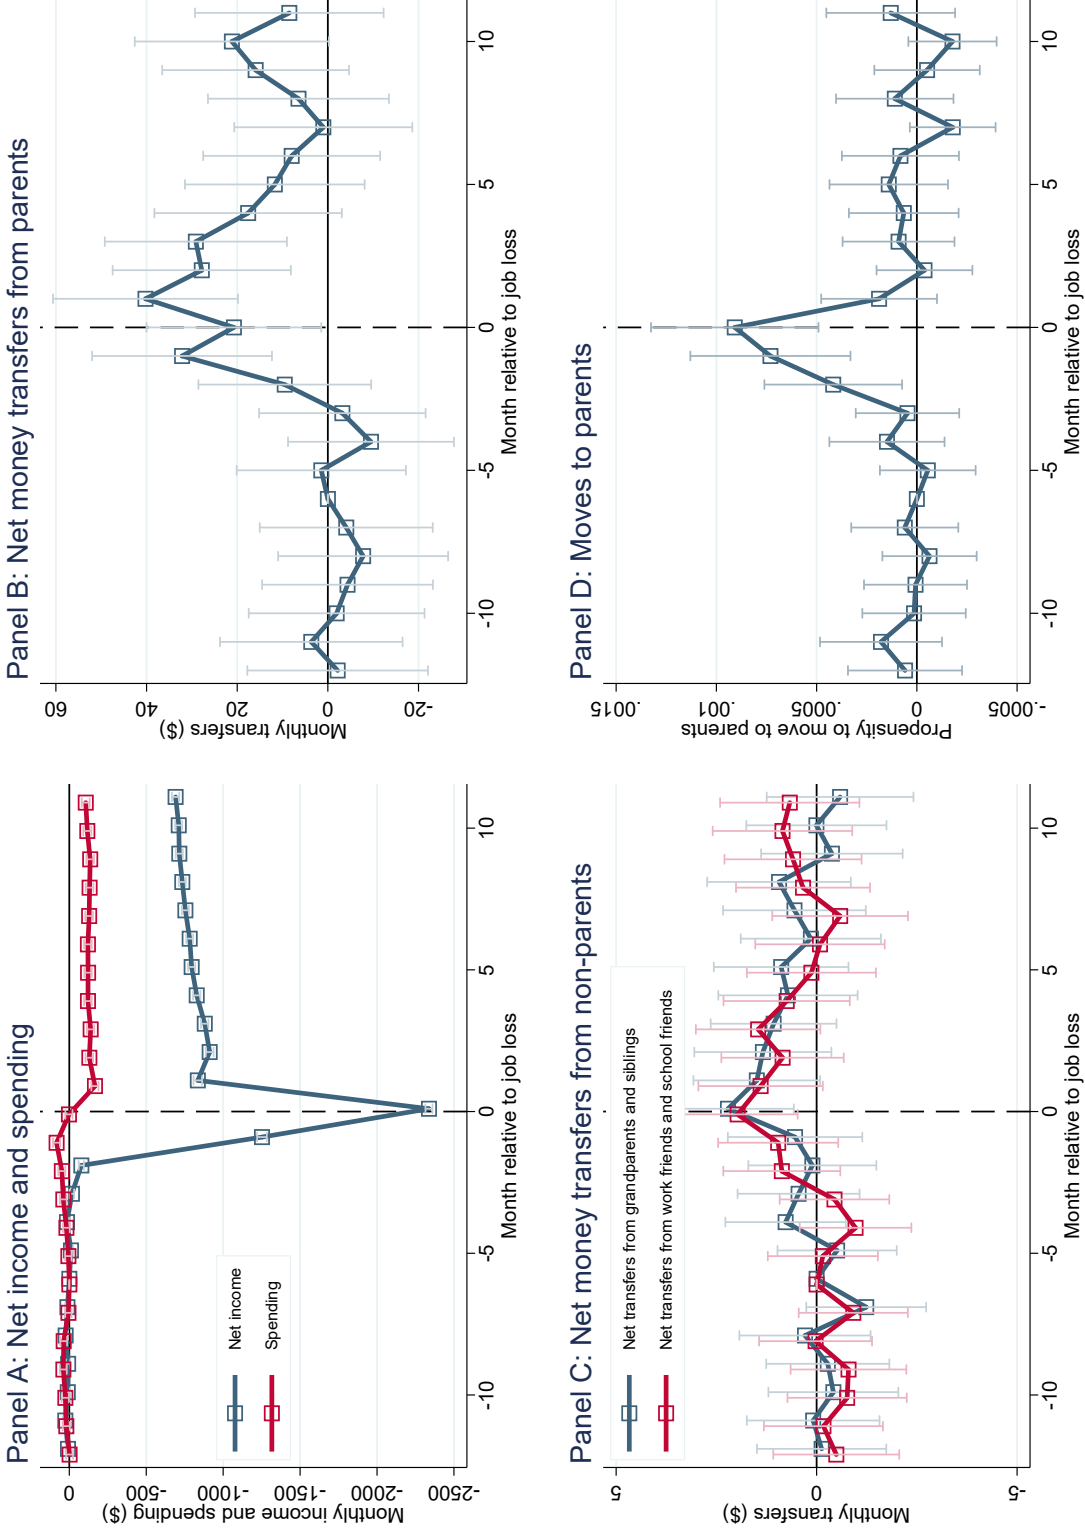 Panel A: Net income and spending
Monthly income and spending ($)
0
-500
-1000
-1500
-2000
-2500
-10
-5
0
5
10
Month relative to job loss
Net income
Spending
Panel B: Net money transfers from parents
Monthly transfers ($)
60
40
20
0
-20
-10
-5
0
5
10
Month relative to job loss
Panel C: Net money transfers from non-parents
Monthly transfers ($)
5
0
-5
-10
-5
0
5
10
Month relative to job loss
Net transfers from grandparents and siblings
Net transfers from work friends and school friends
Panel D: Moves to parents
Propensity to move to parents
.0015
.001
.0005
0
-.0005
-10
-5
0
5
10
Month relative to job loss